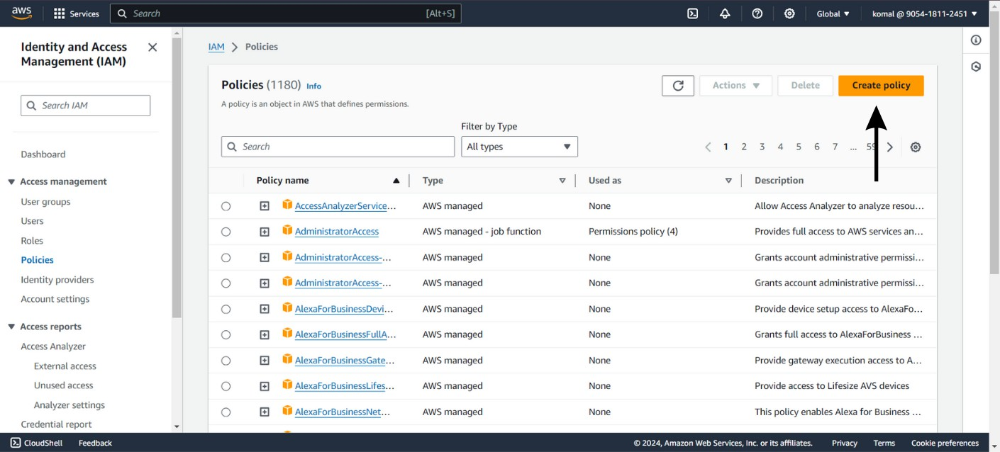 aws Services Search [Alt+S] Global komal @ 9054-1811-2451
Identity and Access
Management (IAM)
Search IAM
Dashboard
Access management
User groups
Users
Roles
Policies
Identity providers
Account settings
Access reports
Access Analyzer
External access
Unused access
Analyzer settings
Credential report
IAM Policies
Policies (1180) Info
Actions Delete Create policy
A policy is an object in AWS that defines permissions.
Filter by Type
Search All types 1 2 3 4 5 6 7 ...
Policy name Type Used as Description
AccessAnalyzerService... AWS managed None Allow Access Analyzer to analyze resou...
AdministratorAccess AWS managed - job function Permissions policy (4) Provides full access to AWS services an...
AdministratorAccess-... AWS managed None Grants account administrative permissi...
AdministratorAccess-... AWS managed None Grants account administrative permissi...
AlexaForBusinessDevi... AWS managed None Provide device setup access to AlexaFo...
AlexaForBusinessFullA... AWS managed None Grants full access to AlexaForBusiness ...
AlexaForBusinessGate... AWS managed None Provide gateway execution access to A...
AlexaForBusinessLifes... AWS managed None Provide access to Lifesize AVS devices
AlexaForBusinessNet... AWS managed None This policy enables Alexa for Business ...
CloudShell Feedback © 2024, Amazon Web Services, Inc. or its affiliates. Privacy Terms Cookie preferences